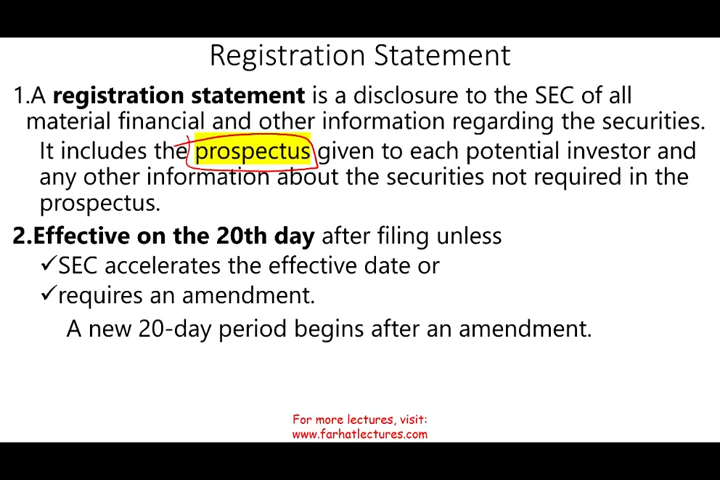 Registration Statement
1.A registration statement is a disclosure to the SEC of all
material financial and other information regarding the securities.
It includes the prospectus given to each potential investor and
any other information about the securities not required in the
prospectus.
2.Effective on the 20th day after filing unless
✓SEC accelerates the effective date or
✓requires an amendment.
A new 20-day period begins after an amendment.
For more lectures, visit:
www.farhatlectures.com